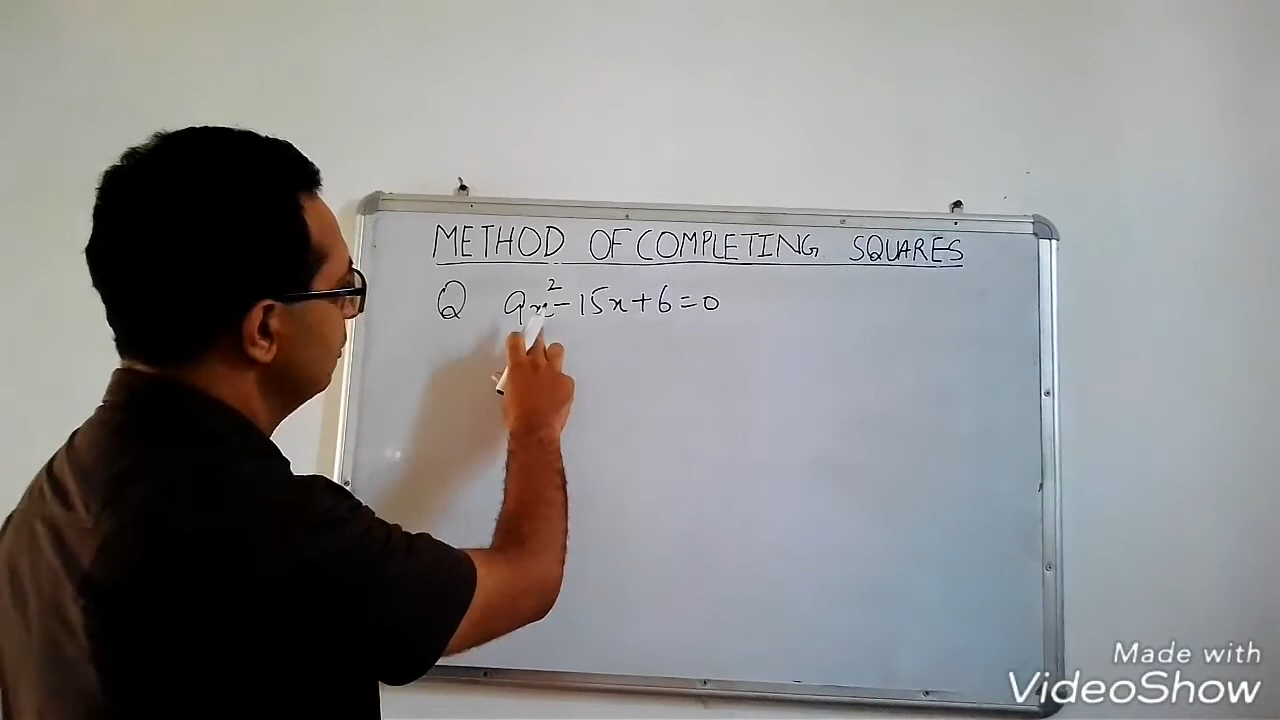 METHOD OF COMPLETING SQUARES
Q 9x²-15x+6=0
Made with
VideoShow